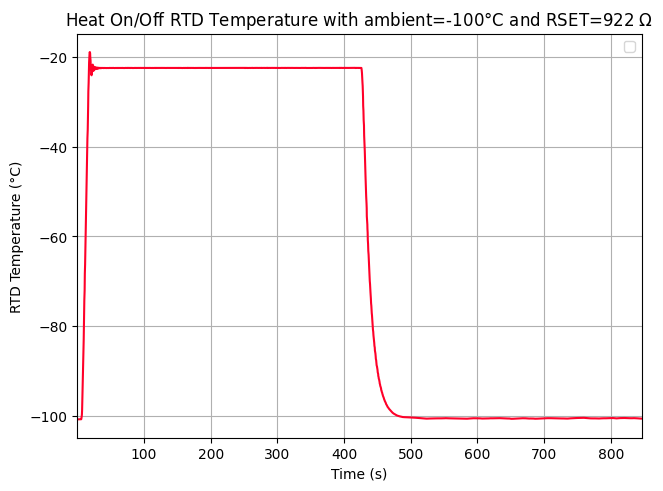 Heat On/Off RTD Temperature with ambient=-100°C and RSET=922 Ω
−20
−40
−60
−80
−100
RTD Temperature (°C)
100 200 300 400 500 600 700 800
Time (s)